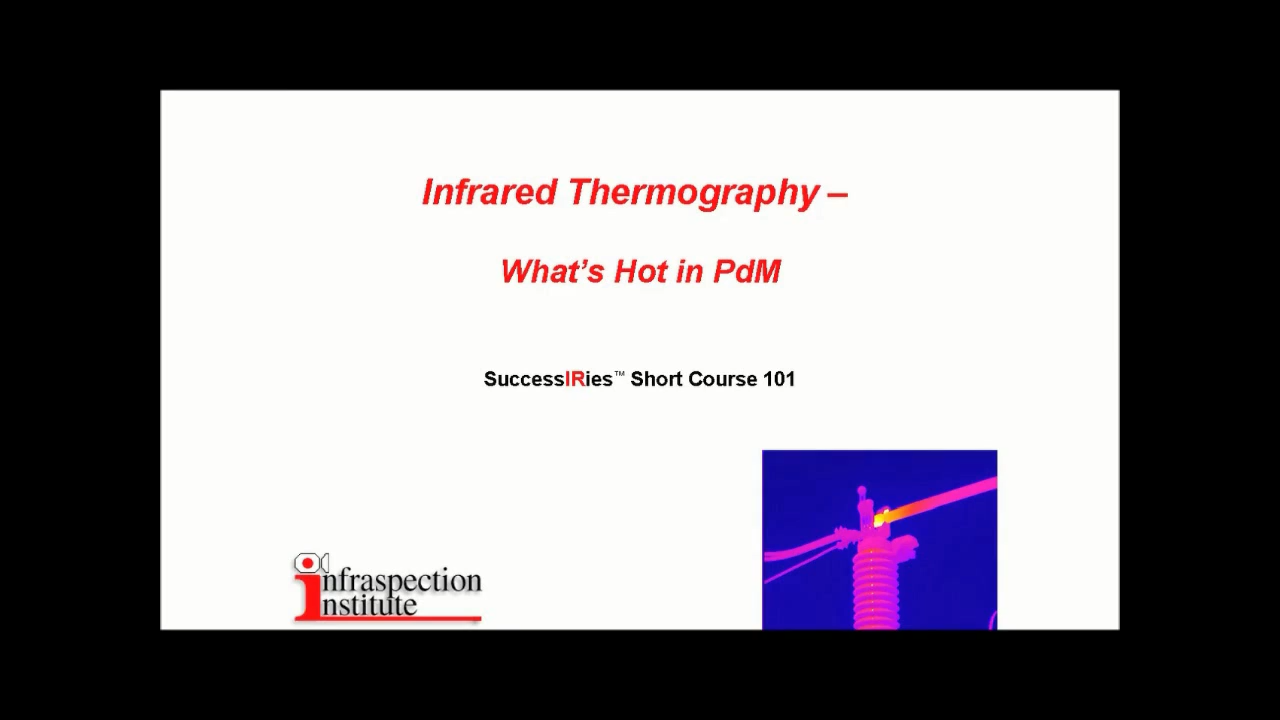 Infrared Thermography –
What's Hot in PdM
SuccessIRies™ Short Course 101
infraspection
institute